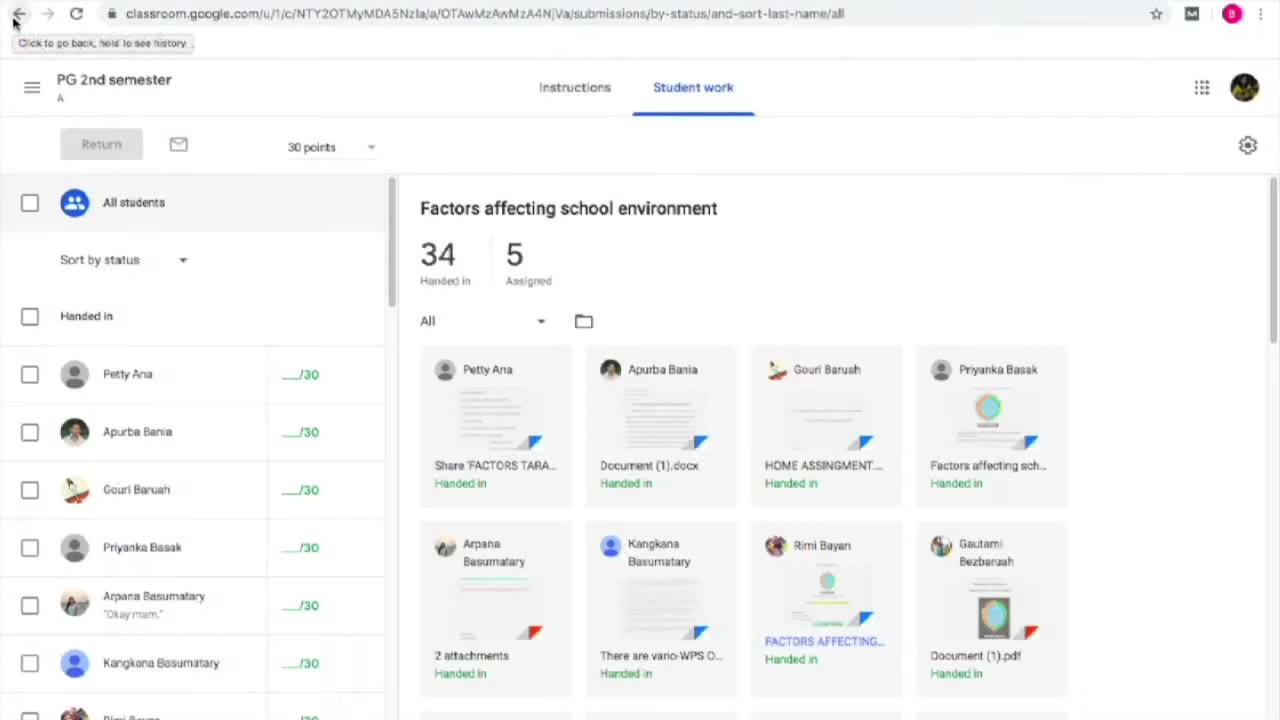 classroom.google.com/u/1/c/NTY2OTMyMDA5Nzla/a/OTAwMzAwMzA4NjVa/submissions/by-status/and-sort-last-name/all
B
Click to go back, hold to see history
PG 2nd semester
A
Instructions
Student work
Return
30 points
All students
Sort by status
Handed in
Petty Ana
__/30
Apurba Bania
__/30
Gouri Baruah
__/30
Priyanka Basak
__/30
Arpana Basumatary
"Okay mam."
__/30
Kangkana Basumatary
__/30
Rimi Bayan
__/30
Factors affecting school environment
34
Handed in
5
Assigned
All
Petty Ana
Share 'FACTORS TARA...
Handed in
Apurba Bania
Document (1).docx
Handed in
Gouri Baruah
HOME ASSINGMENT....
Handed in
Priyanka Basak
Factors affecting sch...
Handed in
Arpana
Basumatary
2 attachments
Handed in
Kangkana
Basumatary
There are vario-WPS O...
Handed in
Rimi Bayan
FACTORS AFFECTING...
Handed in
Gautami
Bezbaruah
Document (1).pdf
Handed in